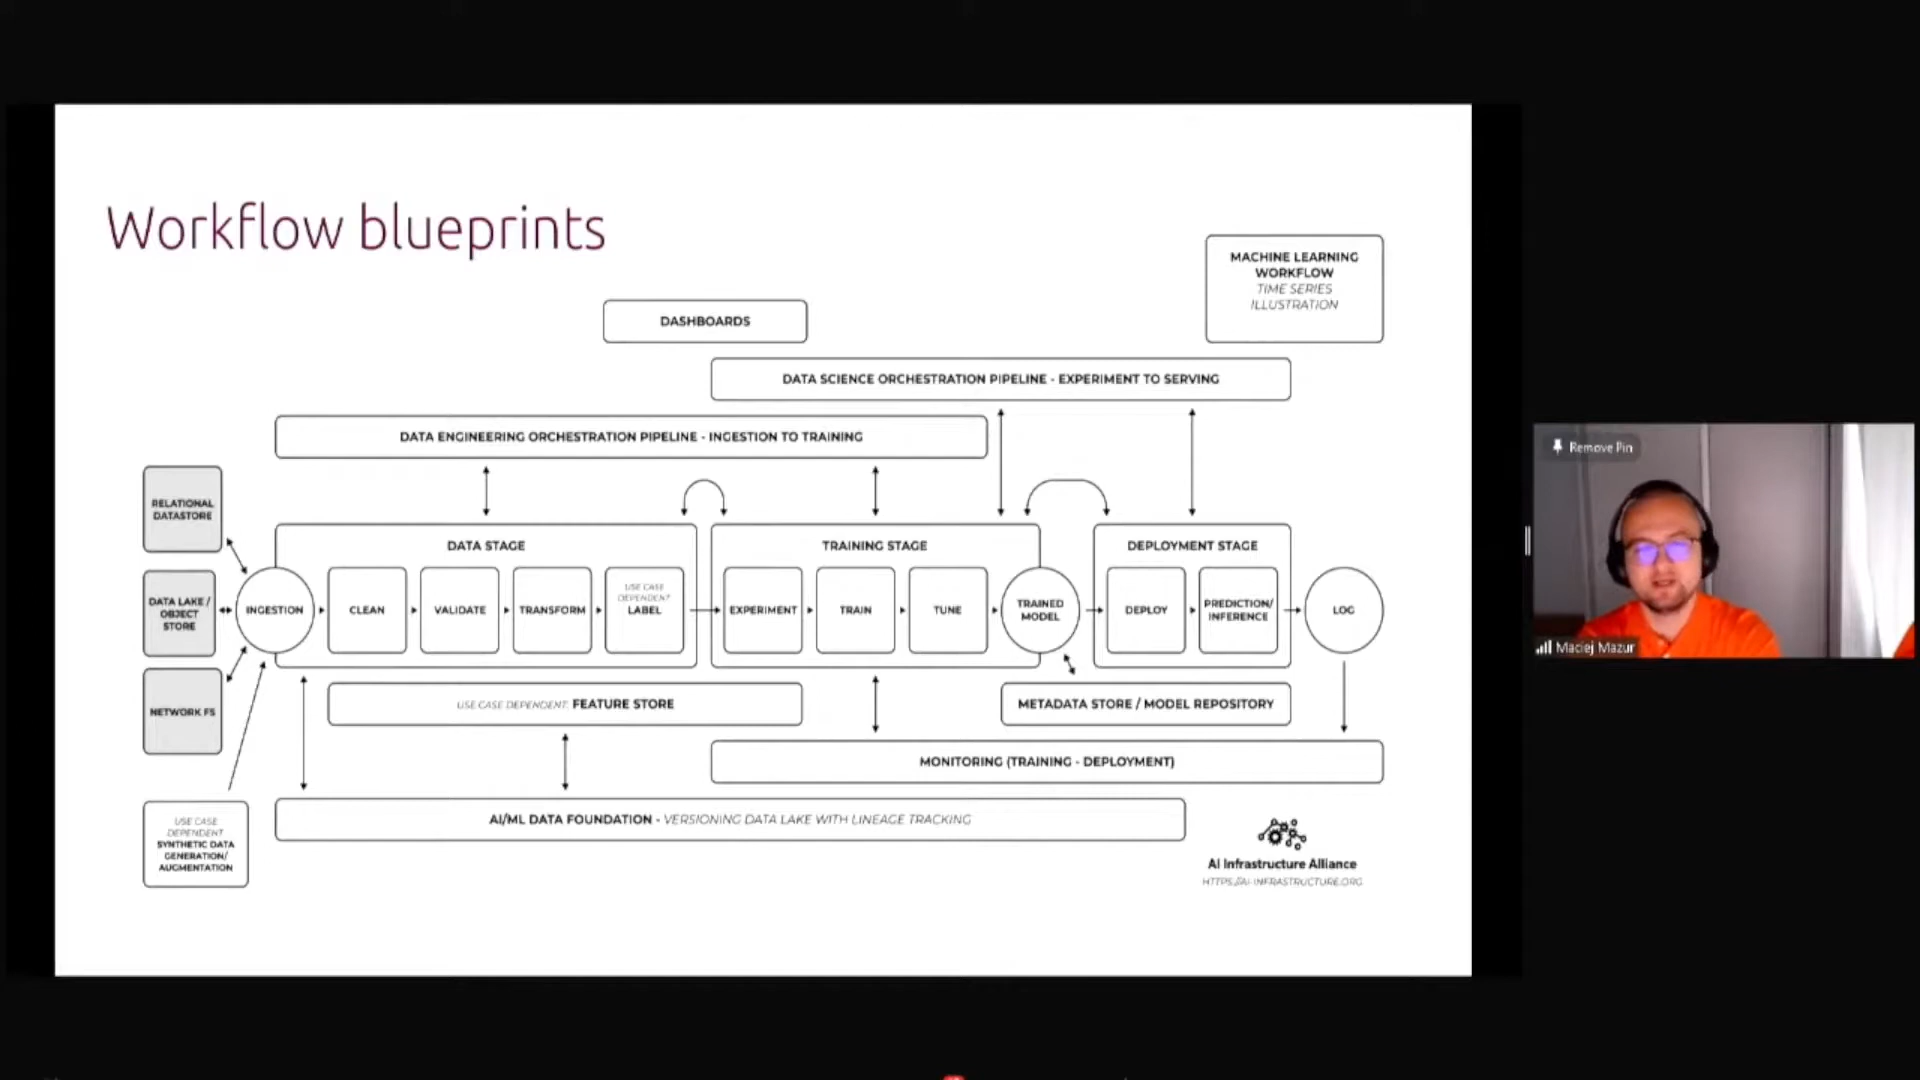 Workflow blueprints
MACHINE LEARNING
WORKFLOW
TIME SERIES
ILLUSTRATION
DASHBOARDS
DATA SCIENCE ORCHESTRATION PIPELINE - EXPERIMENT TO SERVING
DATA ENGINEERING ORCHESTRATION PIPELINE - INGESTION TO TRAINING
RELATIONAL
DATASTORE
DATA LAKE /
OBJECT
STORE
NETWORK FS
INGESTION
DATA STAGE
CLEAN
VALIDATE
TRANSFORM
USE CASE
DEPENDENT
LABEL
TRAINING STAGE
EXPERIMENT
TRAIN
TUNE
TRAINED
MODEL
DEPLOYMENT STAGE
DEPLOY
PREDICTION/
INFERENCE
LOG
USE CASE DEPENDENT: FEATURE STORE
METADATA STORE / MODEL REPOSITORY
MONITORING (TRAINING - DEPLOYMENT)
AI/ML DATA FOUNDATION - VERSIONING DATA LAKE WITH LINEAGE TRACKING
USE CASE
DEPENDENT
SYNTHETIC DATA
GENERATION/
AUGMENTATION
AI Infrastructure Alliance
HTTPS://AI-INFRASTRUCTURE.ORG
Remove Pin
Maciej Mazur